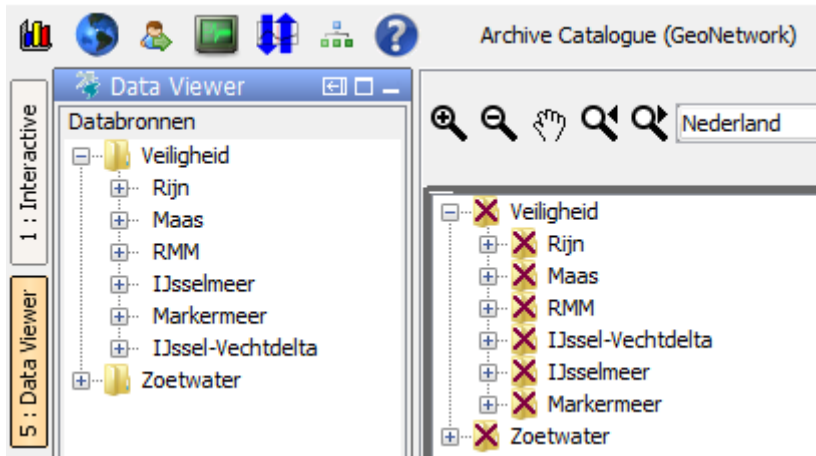 Archive Catalogue (GeoNetwork)
1 : Interactive
5 : Data Viewer
Data Viewer
Databronnen
Veiligheid
Rijn
Maas
RMM
IJsselmeer
Markermeer
IJssel-Vechtdelta
Zoetwater
Nederland
Veiligheid
Rijn
Maas
RMM
IJssel-Vechtdelta
IJsselmeer
Markermeer
Zoetwater